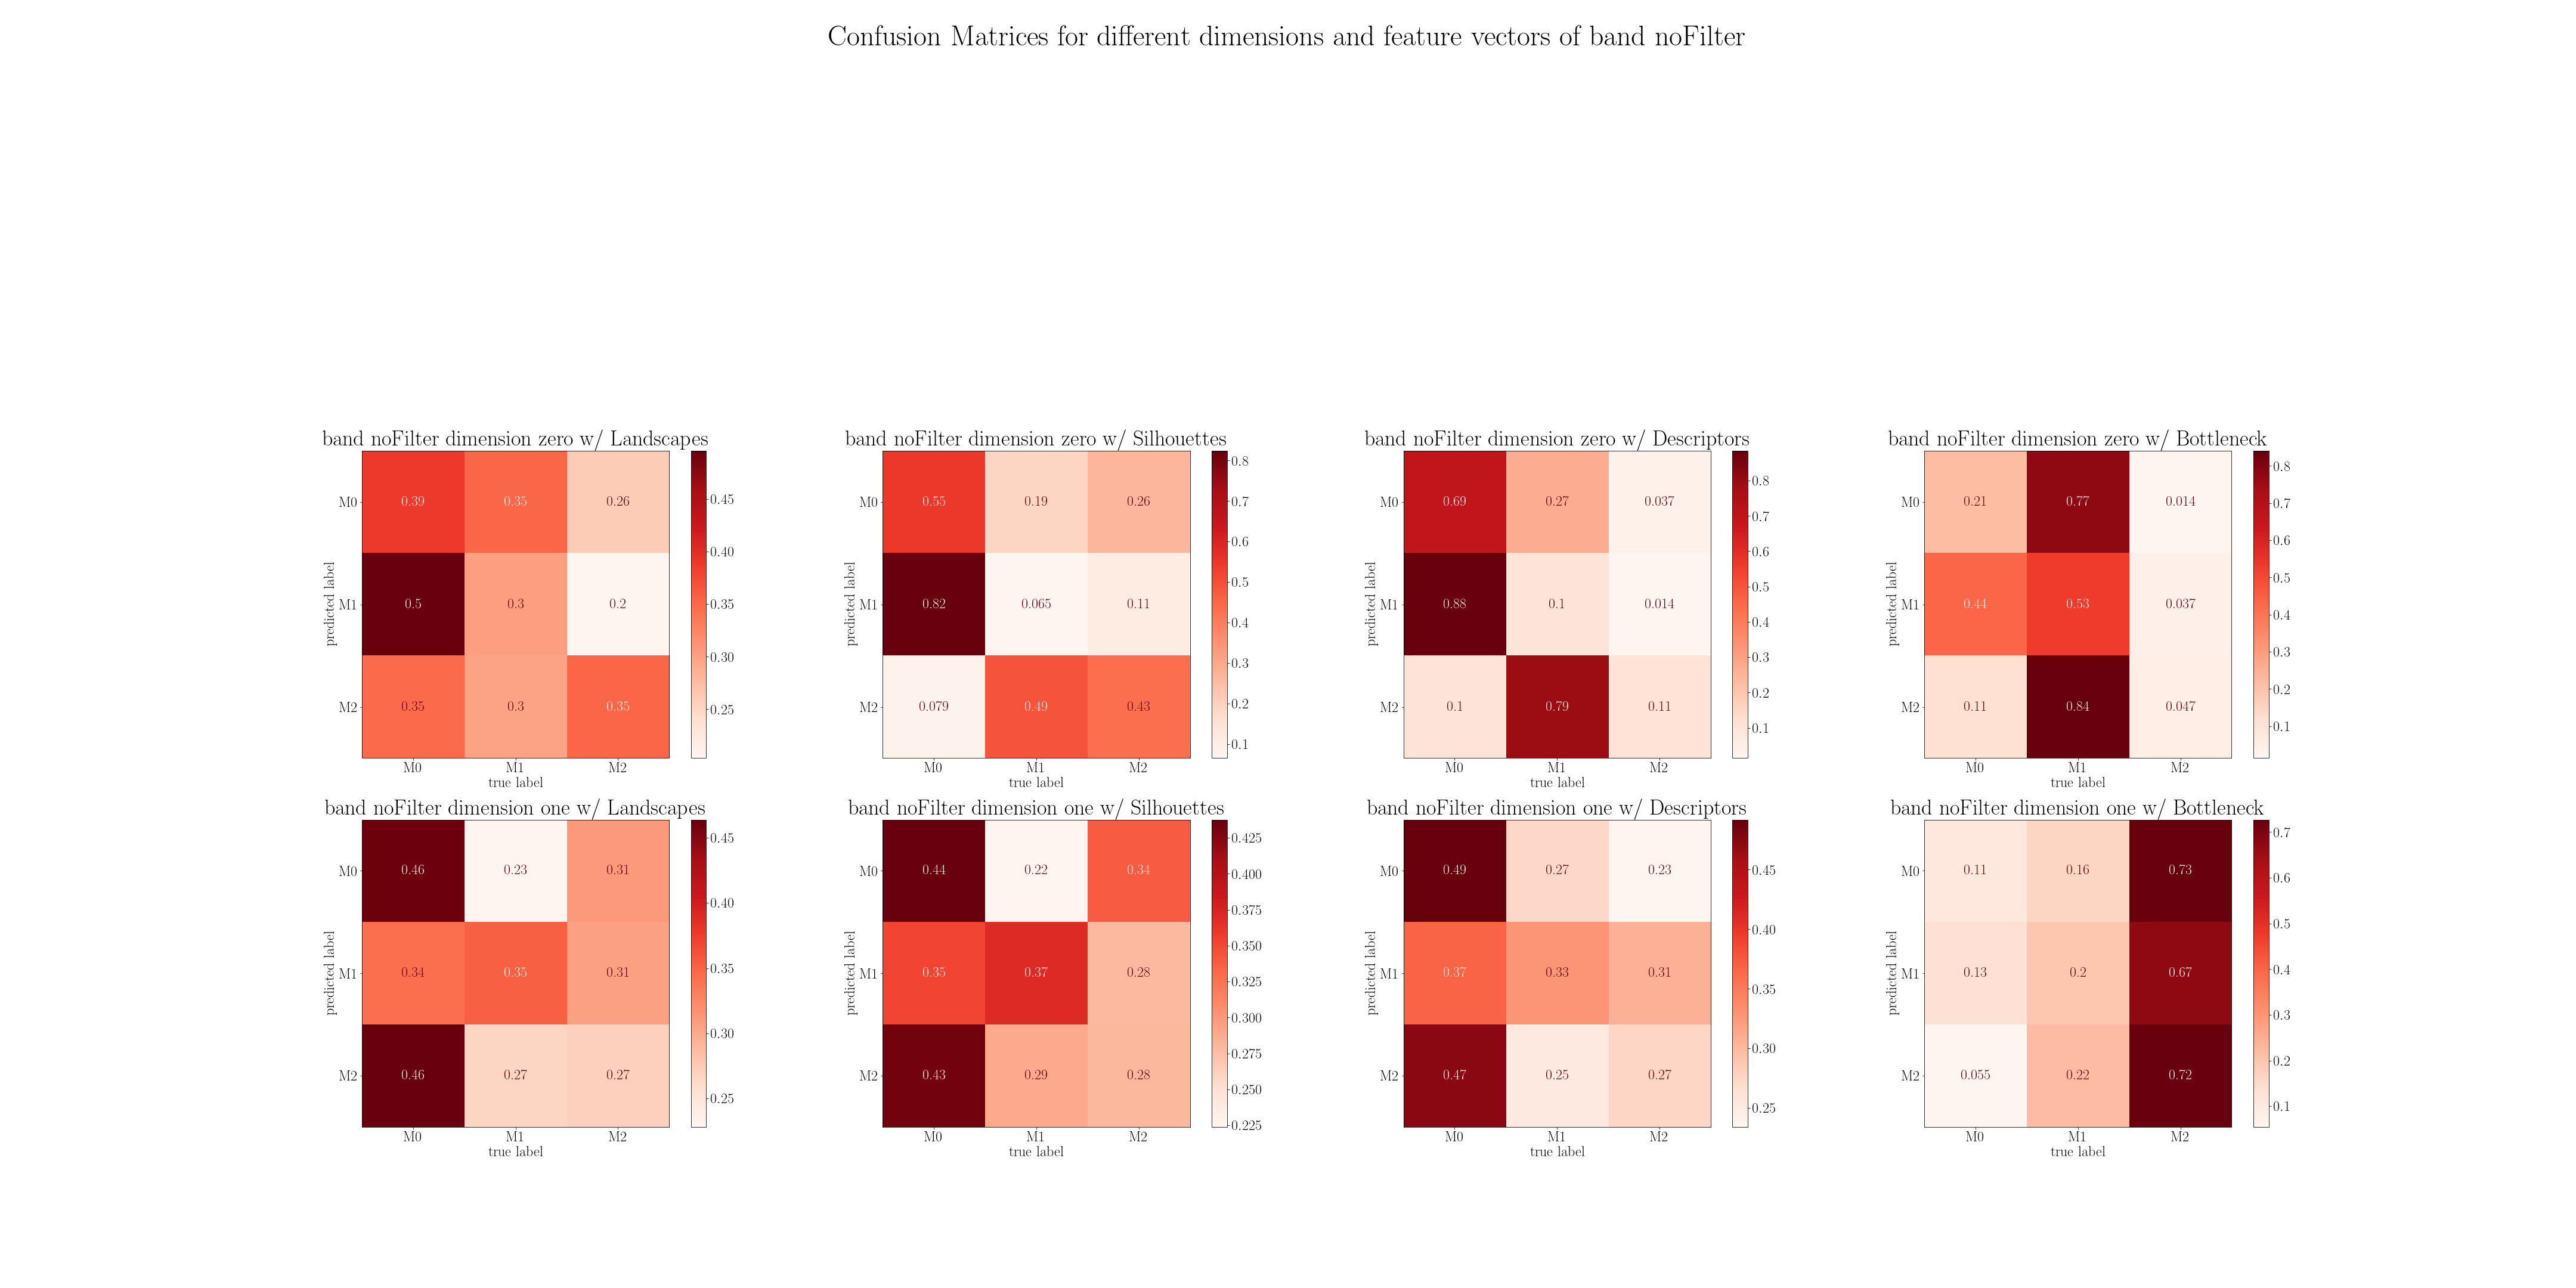 Confusion Matrices for different dimensions and feature vectors of band noFilter
band noFilter dimension zero w/ Landscapes
predicted label
M0
0.39 0.35 0.26
M1
0.5 0.3 0.2
M2
0.35 0.3 0.35
M0 M1 M2
true label
0.45
0.40
0.35
0.30
0.25
band noFilter dimension zero w/ Silhouettes
predicted label
M0
0.55 0.19 0.26
M1
0.82 0.065 0.11
M2
0.079 0.49 0.43
M0 M1 M2
true label
0.8
0.7
0.6
0.5
0.4
0.3
0.2
0.1
band noFilter dimension zero w/ Descriptors
predicted label
M0
0.69 0.27 0.037
M1
0.88 0.1 0.014
M2
0.1 0.79 0.11
M0 M1 M2
true label
0.8
0.7
0.6
0.5
0.4
0.3
0.2
0.1
band noFilter dimension zero w/ Bottleneck
predicted label
M0
0.21 0.77 0.014
M1
0.44 0.53 0.037
M2
0.11 0.84 0.047
M0 M1 M2
true label
0.8
0.7
0.6
0.5
0.4
0.3
0.2
0.1
band noFilter dimension one w/ Landscapes
predicted label
M0
0.46 0.23 0.31
M1
0.34 0.35 0.31
M2
0.46 0.27 0.27
M0 M1 M2
true label
0.45
0.40
0.35
0.30
0.25
band noFilter dimension one w/ Silhouettes
predicted label
M0
0.44 0.22 0.34
M1
0.35 0.37 0.28
M2
0.43 0.29 0.28
M0 M1 M2
true label
0.425
0.400
0.375
0.350
0.325
0.300
0.275
0.250
0.225
band noFilter dimension one w/ Descriptors
predicted label
M0
0.49 0.27 0.23
M1
0.37 0.33 0.31
M2
0.47 0.25 0.27
M0 M1 M2
true label
0.45
0.40
0.35
0.30
0.25
band noFilter dimension one w/ Bottleneck
predicted label
M0
0.11 0.16 0.73
M1
0.13 0.2 0.67
M2
0.055 0.22 0.72
M0 M1 M2
true label
0.7
0.6
0.5
0.4
0.3
0.2
0.1